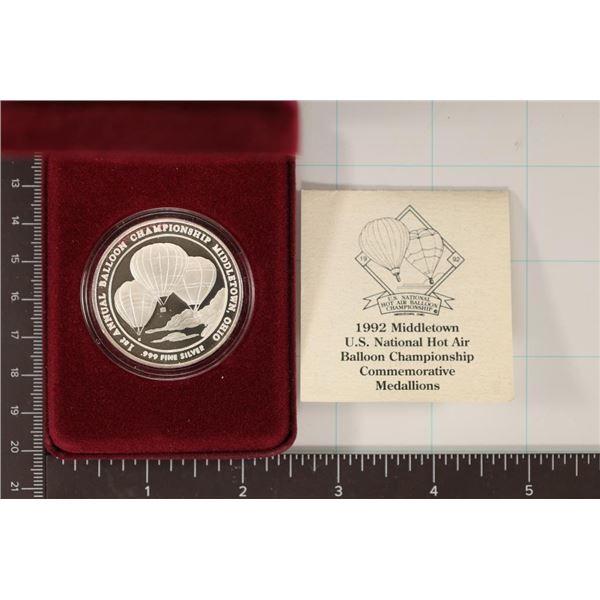 1st ANNUAL BALLOON CHAMPIONSHIP MIDDLETOWN, OHIO
.999 FINE SILVER
19 92
U.S. NATIONAL
HOT AIR BALLOON
CHAMPIONSHIP
1992 Middletown
U.S. National Hot Air
Balloon Championship
Commemorative
Medallions
13
14
15
16
17
18
19
20
21
1 2 3 4 5